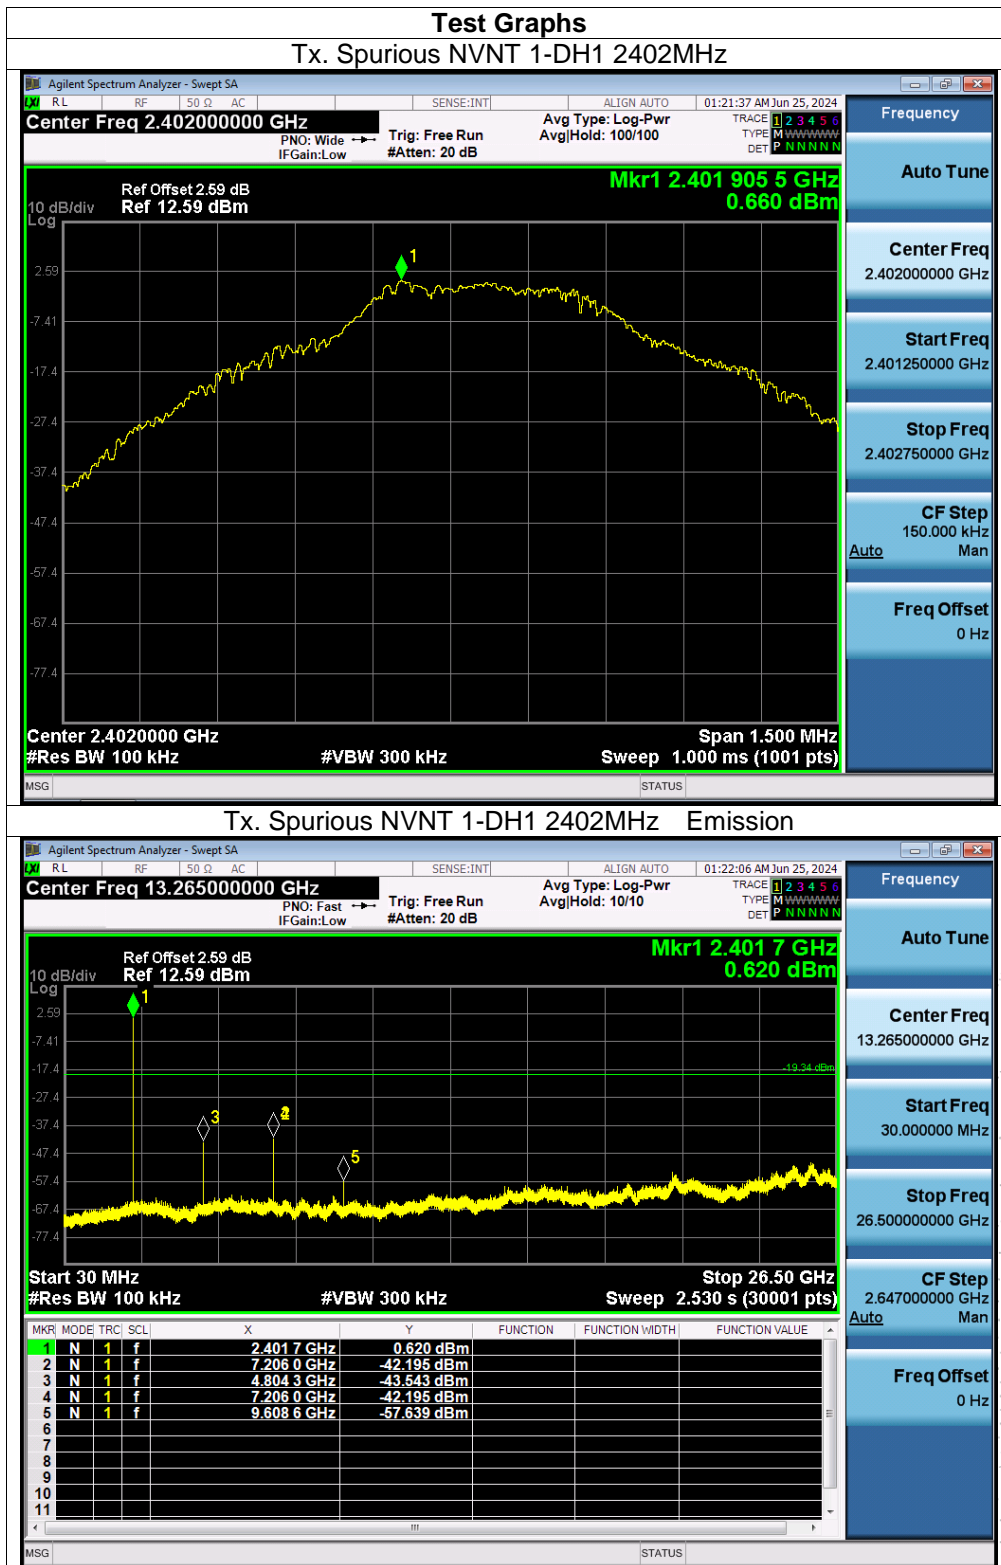 Test Graphs
Tx. Spurious NVNT 1-DH1 2402MHz
Agilent Spectrum Analyzer - Swept SA
LXI RL RF 50 Ω AC SENSE:INT ALIGN AUTO 01:21:37 AM Jun 25, 2024
Center Freq 2.402000000 GHz
PNO: Wide
IFGain:Low
Trig: Free Run
#Atten: 20 dB
Avg Type: Log-Pwr
Avg|Hold: 100/100
TRACE 1 2 3 4 5 6
TYPE M WWWWW
DET P N N N N N
Mkr1 2.401 905 5 GHz
0.660 dBm
Ref Offset 2.59 dB
10 dB/div Ref 12.59 dBm
Log
1
2.59
-7.41
-17.4
-27.4
-37.4
-47.4
-57.4
-67.4
-77.4
Center 2.4020000 GHz Span 1.500 MHz
#Res BW 100 kHz #VBW 300 kHz Sweep 1.000 ms (1001 pts)
MSG STATUS
Frequency
Auto Tune
Center Freq
2.402000000 GHz
Start Freq
2.401250000 GHz
Stop Freq
2.402750000 GHz
CF Step
150.000 kHz
Auto Man
Freq Offset
0 Hz
Tx. Spurious NVNT 1-DH1 2402MHz Emission
Agilent Spectrum Analyzer - Swept SA
LXI RL RF 50 Ω AC SENSE:INT ALIGN AUTO 01:22:06 AM Jun 25, 2024
Center Freq 13.265000000 GHz
PNO: Fast
IFGain:Low
Trig: Free Run
#Atten: 20 dB
Avg Type: Log-Pwr
Avg|Hold: 10/10
TRACE 1 2 3 4 5 6
TYPE M WWWWW
DET P N N N N N
Mkr1 2.401 7 GHz
0.620 dBm
Ref Offset 2.59 dB
10 dB/div Ref 12.59 dBm
Log
1
2.59
-7.41
-17.4
-19.34 dBm
-27.4
3
-37.4
-47.4
5
-57.4
-67.4
-77.4
Start 30 MHz Stop 26.50 GHz
#Res BW 100 kHz #VBW 300 kHz Sweep 2.530 s (30001 pts)
MKR MODE TRC SCL X Y FUNCTION FUNCTION WIDTH FUNCTION VALUE
1 N 1 f 2.401 7 GHz 0.620 dBm
2 N 1 f 7.206 0 GHz -42.195 dBm
3 N 1 f 4.804 3 GHz -43.543 dBm
4 N 1 f 7.206 0 GHz -42.195 dBm
5 N 1 f 9.608 6 GHz -57.639 dBm
6
7
8
9
10
11
MSG STATUS
Frequency
Auto Tune
Center Freq
13.265000000 GHz
Start Freq
30.000000 MHz
Stop Freq
26.500000000 GHz
CF Step
2.647000000 GHz
Auto Man
Freq Offset
0 Hz